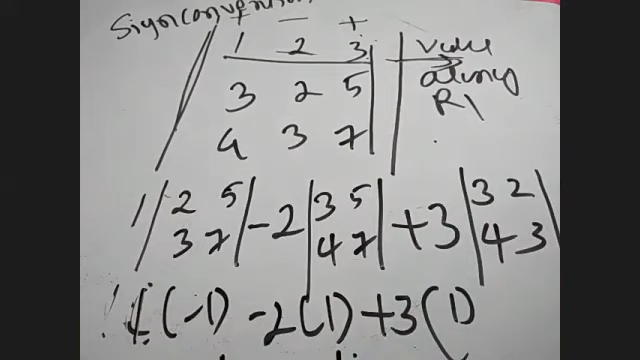 Sign convension
+ - +
1 2 3 value
3 2 5 along
4 3 7 R1
1 |2 5| -2 |3 5| +3 |3 2|
|3 7| |4 7| |4 3|
(-1) -2(1) +3(1)